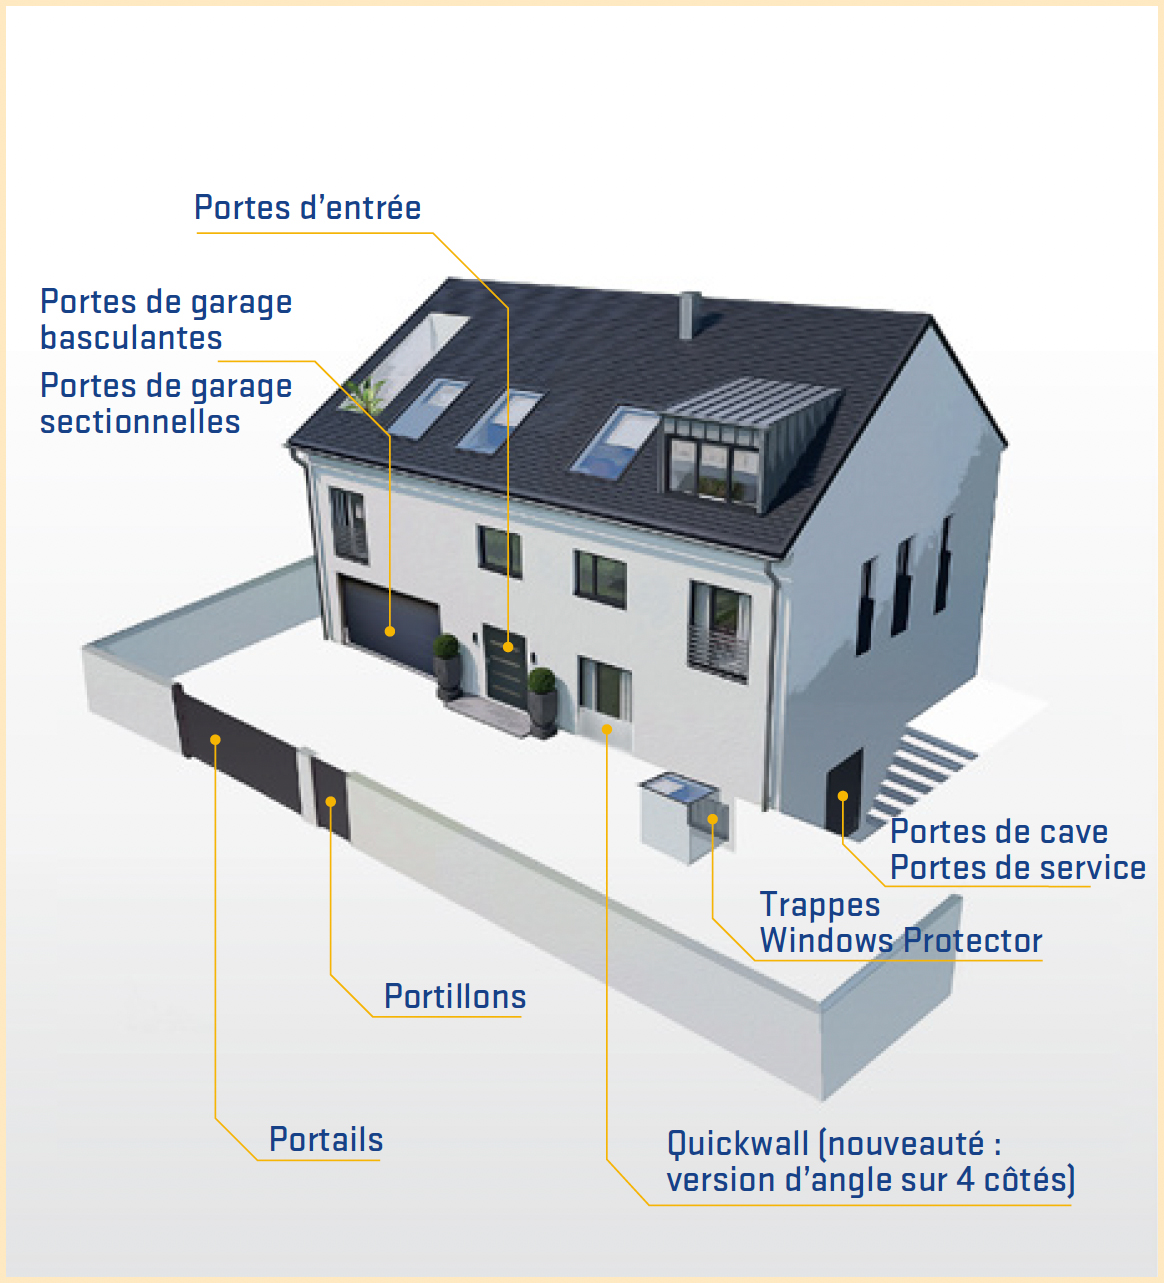 Portes d’entrée
Portes de garage
basculantes
Portes de garage
sectionnelles
Portes de cave
Portes de service
Trappes
Windows Protector
Portillons
Portails
Quickwall (nouveauté :
version d’angle sur 4 côtés)